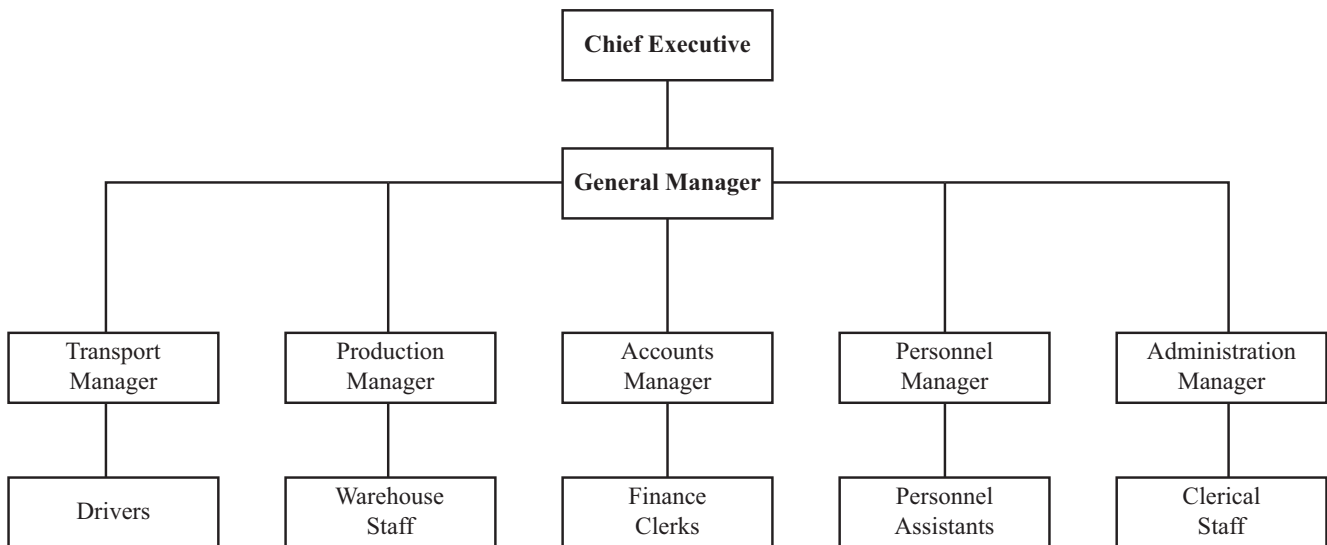 Chief Executive
General Manager
Transport
Manager
Production
Manager
Accounts
Manager
Personnel
Manager
Administration
Manager
Drivers
Warehouse
Staff
Finance
Clerks
Personnel
Assistants
Clerical
Staff